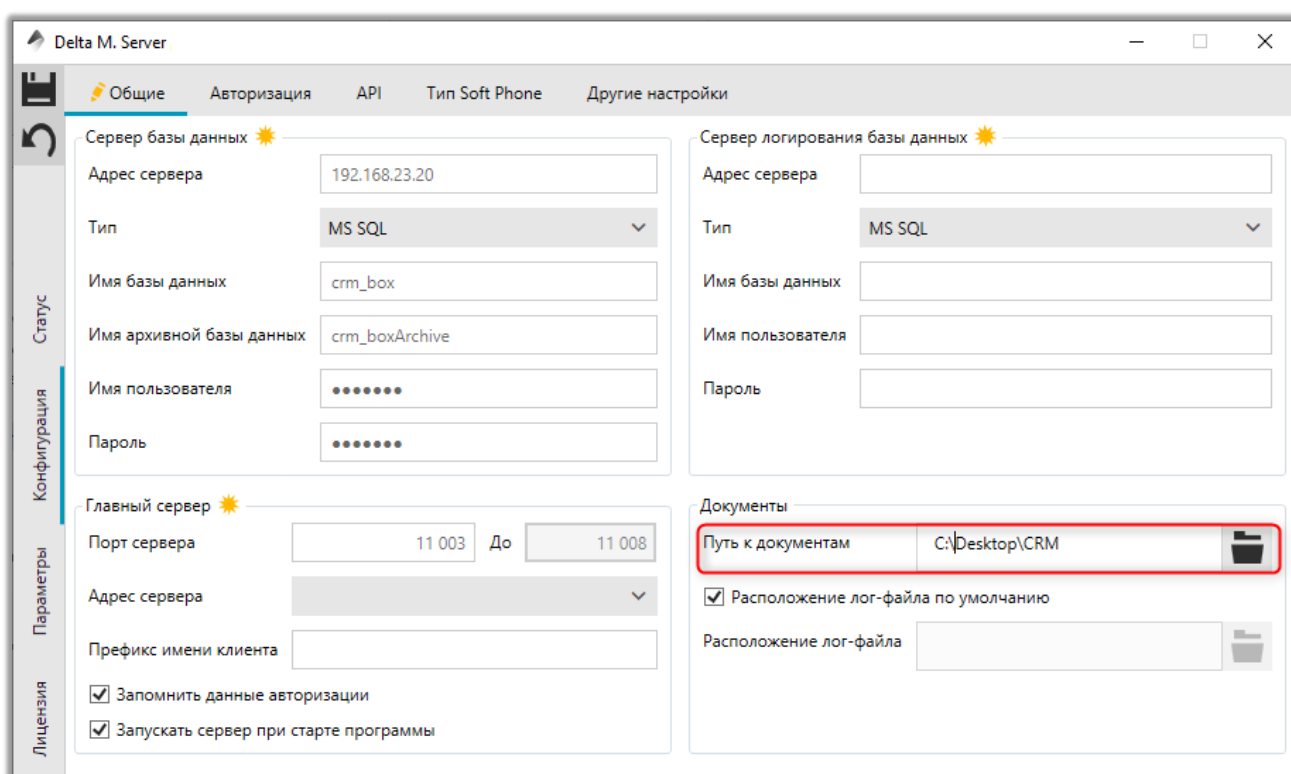 Delta M. Server
Общие Авторизация API Тип Soft Phone Другие настройки
Сервер базы данных
Адрес сервера 192.168.23.20
Тип MS SQL
Имя базы данных crm_box
Имя архивной базы данных crm_boxArchive
Имя пользователя •••••••
Пароль •••••••
Сервер логирования базы данных
Адрес сервера
Тип MS SQL
Имя базы данных
Имя пользователя
Пароль
Главный сервер
Порт сервера 11 003 До 11 008
Адрес сервера
Префикс имени клиента
Запомнить данные авторизации
Запускать сервер при старте программы
Документы
Путь к документам C:\Desktop\CRM
Расположение лог-файла по умолчанию
Расположение лог-файла
Статус
Конфигурация
Параметры
Лицензия